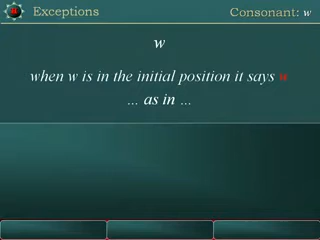 Exceptions
Consonant: w
w
when w is in the initial position it says w
... as in ...